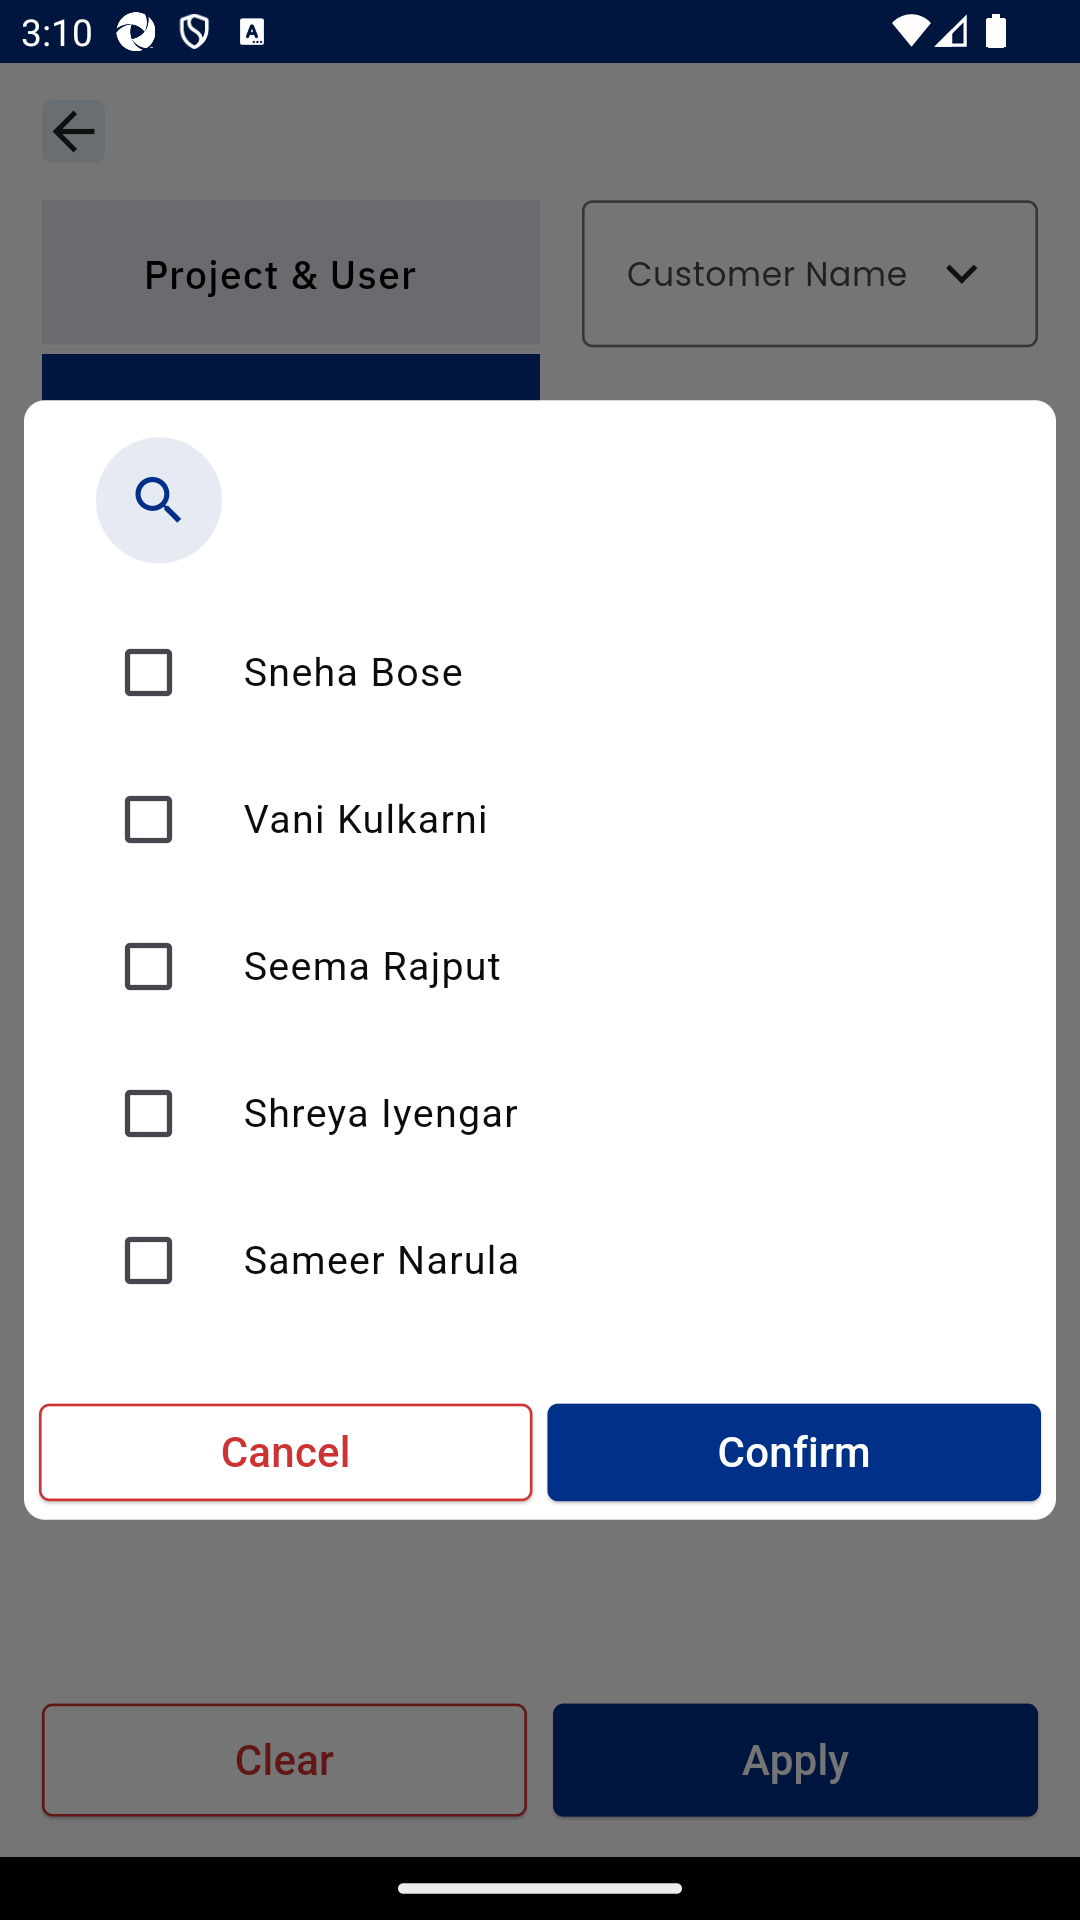 3:10
Project & User
Customer Name
Sneha Bose
Vani Kulkarni
Seema Rajput
Shreya Iyengar
Sameer Narula
Cancel
Confirm
Clear
Apply